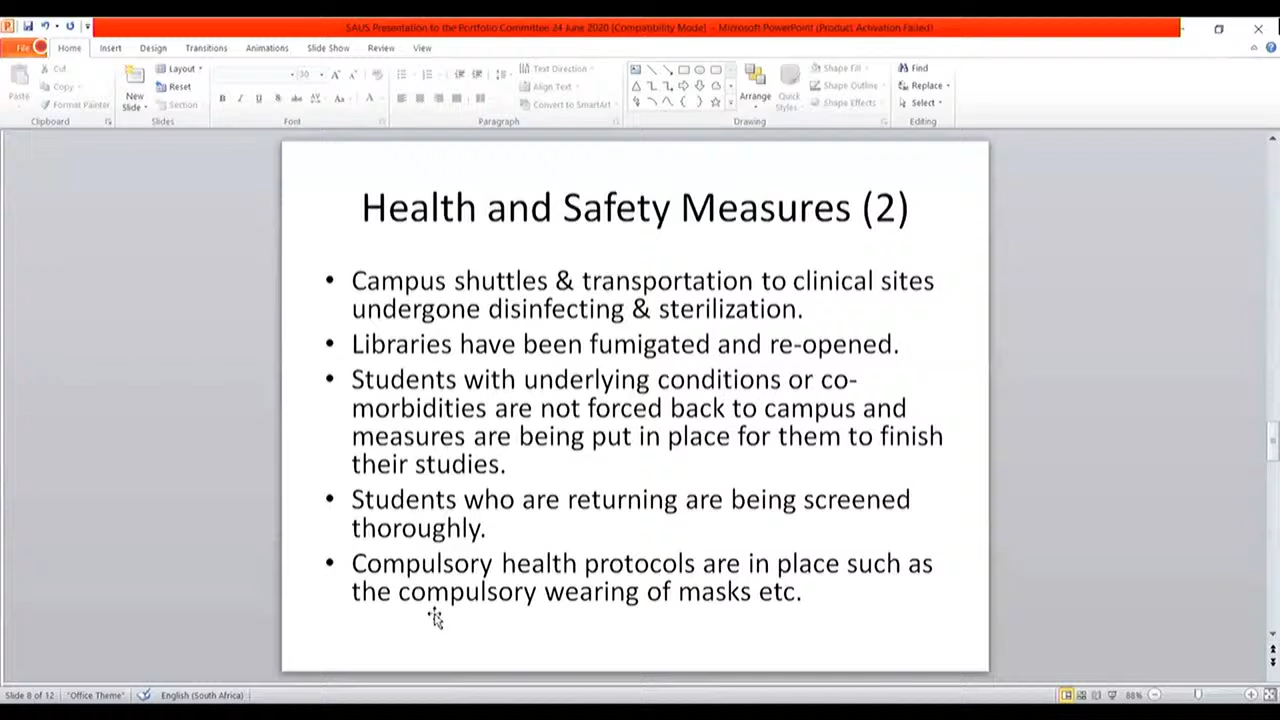 SAUS Presentation to the Portfolio Committee 24 June 2020 [Compatibility Mode] - Microsoft PowerPoint (Product Activation Failed)
File Home Insert Design Transitions Animations Slide Show Review View
Cut
Copy
Format Painter
Paste
Clipboard
New
Slide
Layout
Reset
Section
Slides
30
Font
Text Direction
Align Text
Convert to SmartArt
Paragraph
Arrange
Quick
Styles
Shape Fill
Shape Outline
Shape Effects
Drawing
Find
Replace
Select
Editing
Health and Safety Measures (2)
• Campus shuttles & transportation to clinical sites
undergone disinfecting & sterilization.
• Libraries have been fumigated and re-opened.
• Students with underlying conditions or co-
morbidities are not forced back to campus and
measures are being put in place for them to finish
their studies.
• Students who are returning are being screened
thoroughly.
• Compulsory health protocols are in place such as
the compulsory wearing of masks etc.
Slide 8 of 12 "Office Theme" English (South Africa) 88%